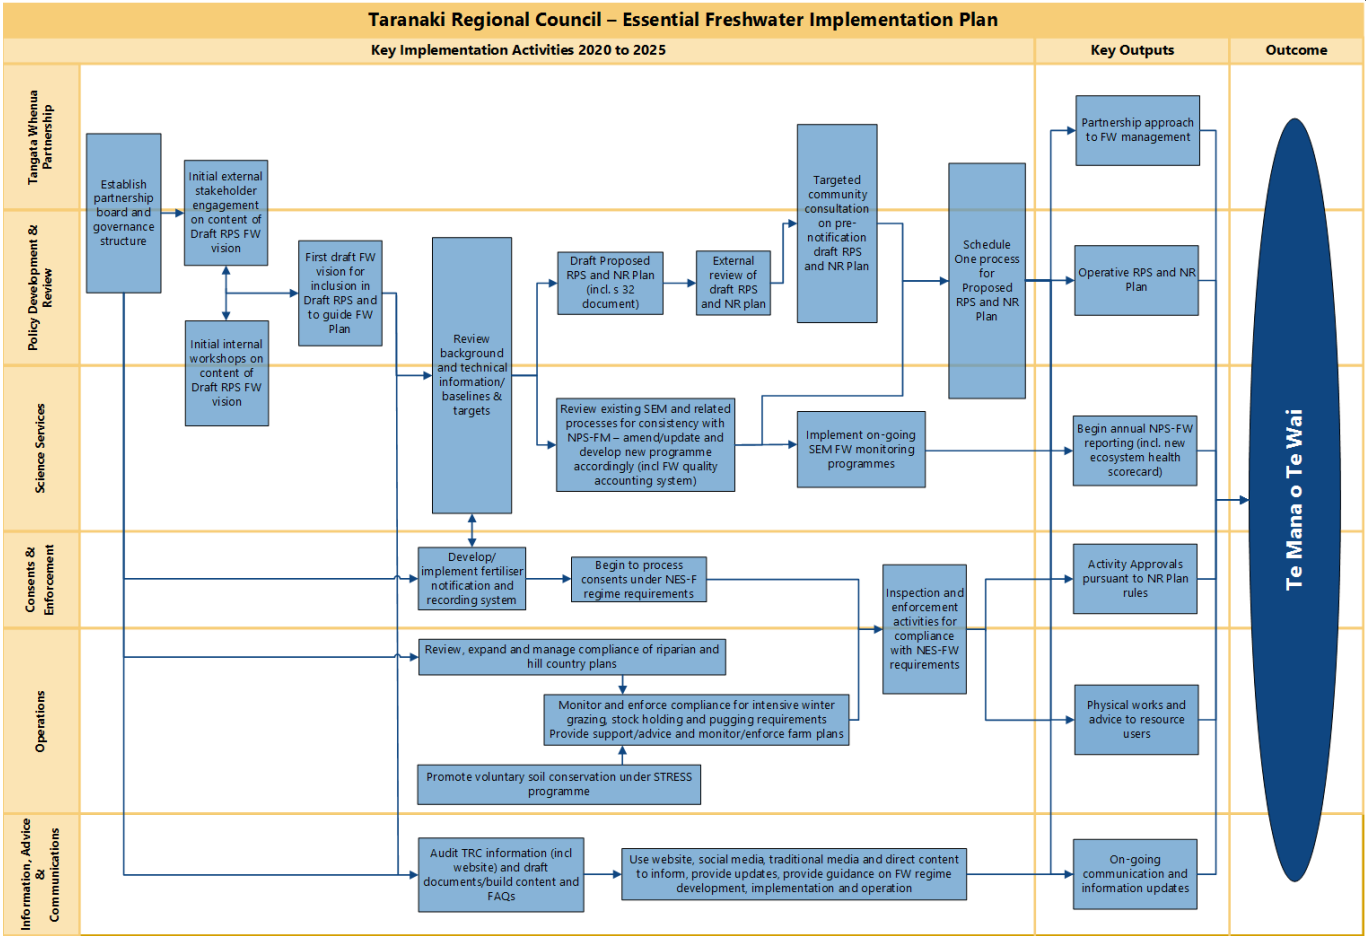 Taranaki Regional Council – Essential Freshwater Implementation Plan
Key Implementation Activities 2020 to 2025
Key Outputs
Outcome
Tangata Whenua
Partnership
Establish
partnership
board and
governance
structure
Initial external
stakeholder
engagement
on content of
Draft RPS FW
vision
Targeted
community
consultation
on pre-
notification
draft RPS
and NR Plan
Partnership approach
to FW management
Policy Development &
Review
Initial internal
workshops on
content of
Draft RPS FW
vision
First draft FW
vision for
inclusion in
Draft RPS and
to guide FW
Plan
Review
background
and technical
information/
baselines &
targets
Draft Proposed
RPS and NR Plan
(incl. s 32
document)
External
review of
draft RPS
and NR plan
Schedule
One process
for
Proposed
RPS and NR
Plan
Operative RPS and NR
Plan
Science Services
Review existing SEM and related
processes for consistency with
NPS-FM – amend/update and
develop new programme
accordingly (incl FW quality
accounting system)
Implement on-going
SEM FW monitoring
programmes
Begin annual NPS-FW
reporting (incl. new
ecosystem health
scorecard)
Te Mana o Te Wai
Consents &
Enforcement
Develop/
implement fertiliser
notification and
recording system
Begin to process
consents under NES-F
regime requirements
Inspection and
enforcement
activities for
compliance
with NES-FW
requirements
Activity Approvals
pursuant to NR Plan
rules
Operations
Review, expand and manage compliance of riparian and
hill country plans
Monitor and enforce compliance for intensive winter
grazing, stock holding and pugging requirements
Provide support/advice and monitor/enforce farm plans
Promote voluntary soil conservation under STRESS
programme
Physical works and
advice to resource
users
Information, Advice
&
Communications
Audit TRC information (incl
website) and draft
documents/build content and
FAQs
Use website, social media, traditional media and direct content
to inform, provide updates, provide guidance on FW regime
development, implementation and operation
On-going
communication and
information updates